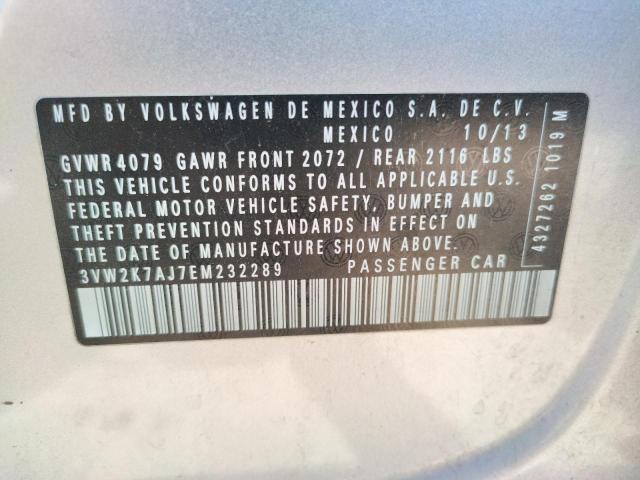 MFD BY VOLKSWAGEN DE MEXICO S.A. DE C.V.
MEXICO 10/13
GVWR 4079 GAWR FRONT 2072 / REAR 2116 LBS
THIS VEHICLE CONFORMS TO ALL APPLICABLE U.S.
FEDERAL MOTOR VEHICLE SAFETY, BUMPER AND
THEFT PREVENTION STANDARDS IN EFFECT ON
THE DATE OF MANUFACTURE SHOWN ABOVE.
3VW2K7AJ7EM232289 PASSENGER CAR
4327262 1019 M